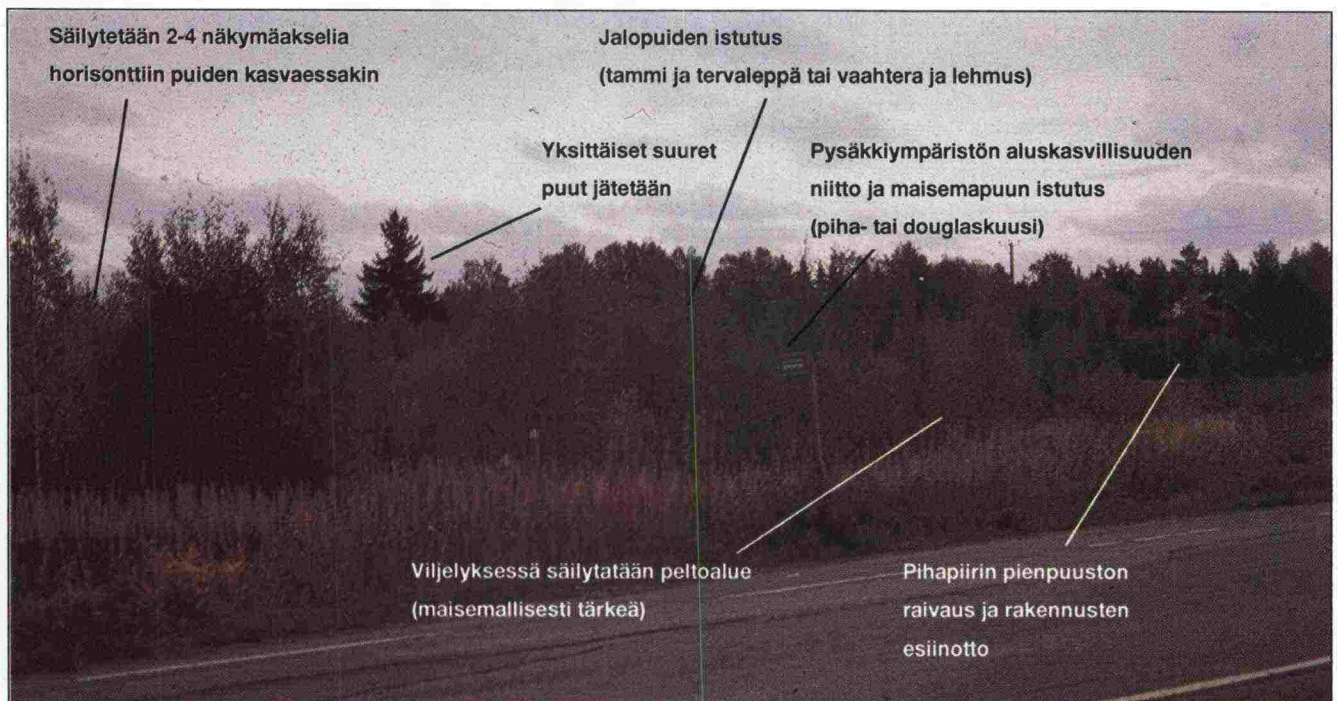 Säilytetään 2-4 näkymäakselia
horisonttiin puiden kasvaessakin
Jalopuiden istutus
(tammi ja tervaleppä tai vaahtera ja lehmus)
Yksittäiset suuret
puut jätetään
Pysäkkiympäristön aluskasvillisuuden
niitto ja maisemapuun istutus
(piha- tai douglaskuusi)
Viljelyksessä säilytatään peltoalue
(maisemallisesti tärkeä)
Pihapiirin pienpuuston
raivaus ja rakennusten
esiinotto